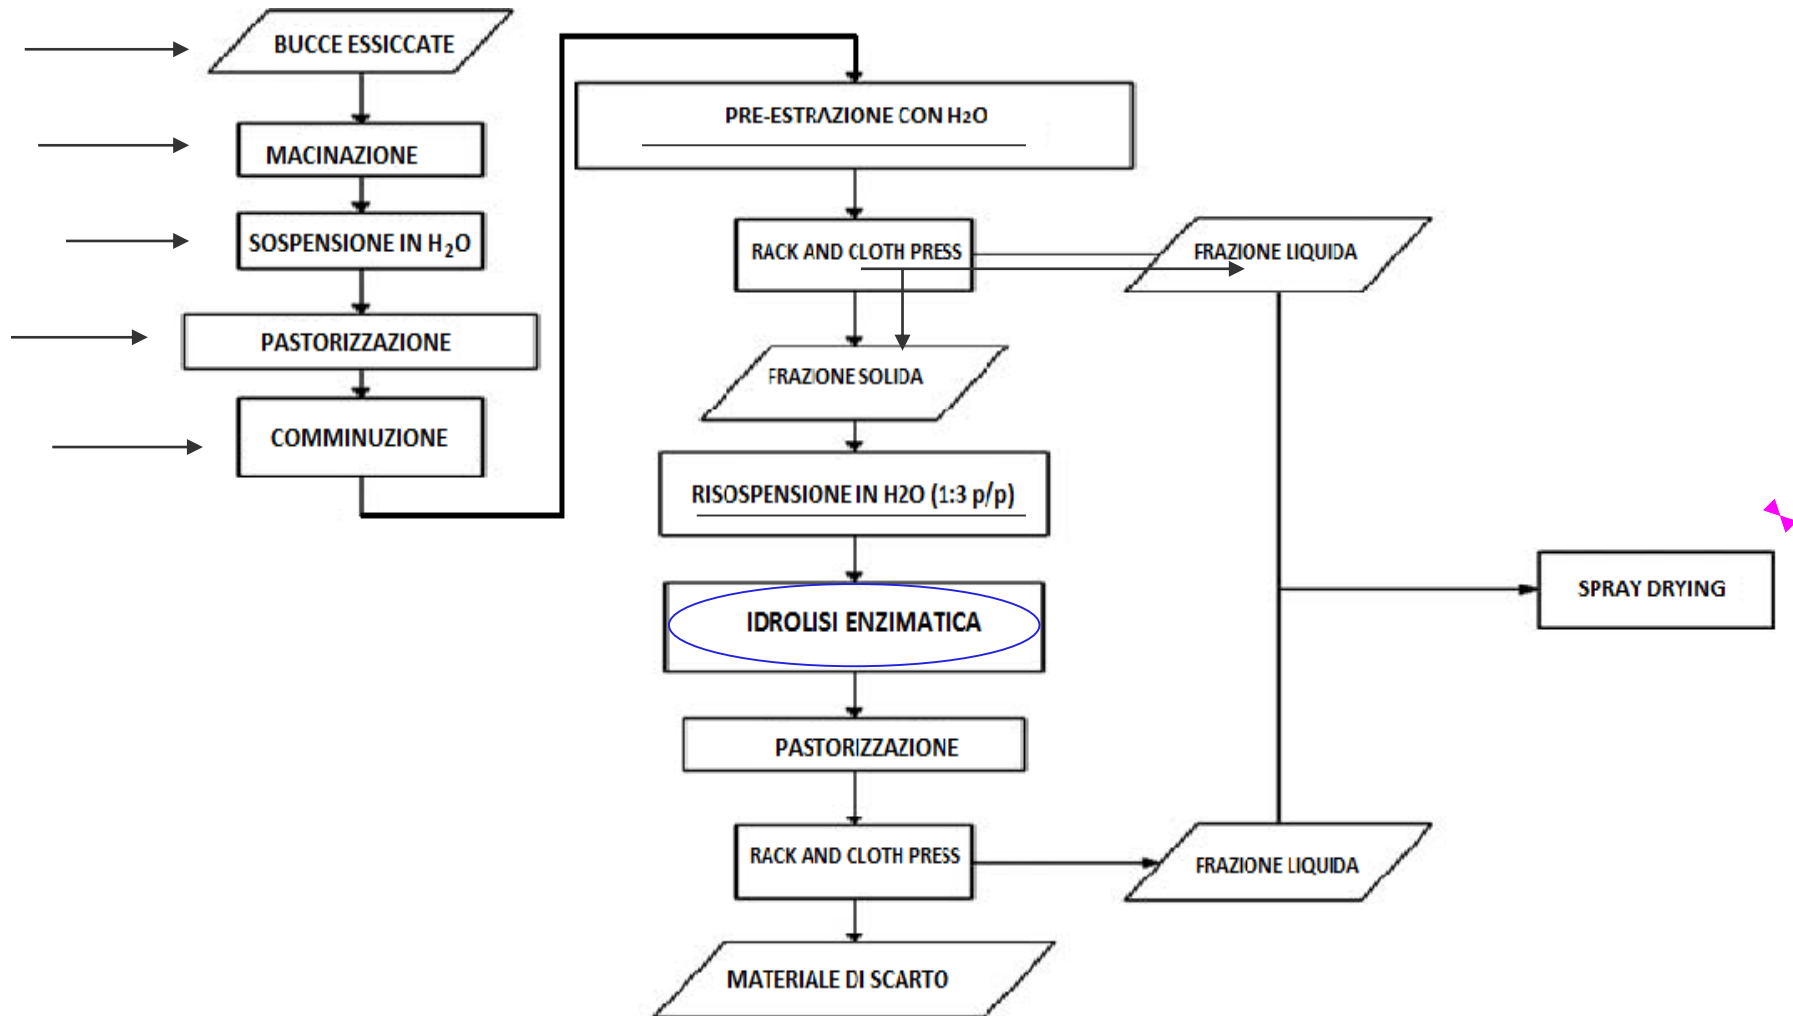 BUCCE ESSICCATE
MACINAZIONE
SOSPENSIONE IN H₂O
PASTORIZZAZIONE
COMMINUZIONE
PRE-ESTRAZIONE CON H2O
RACK AND CLOTH PRESS
FRAZIONE LIQUIDA
FRAZIONE SOLIDA
RISOSPENSIONE IN H2O (1:3 p/p)
IDROLISI ENZIMATICA
SPRAY DRYING
PASTORIZZAZIONE
RACK AND CLOTH PRESS
FRAZIONE LIQUIDA
MATERIALE DI SCARTO